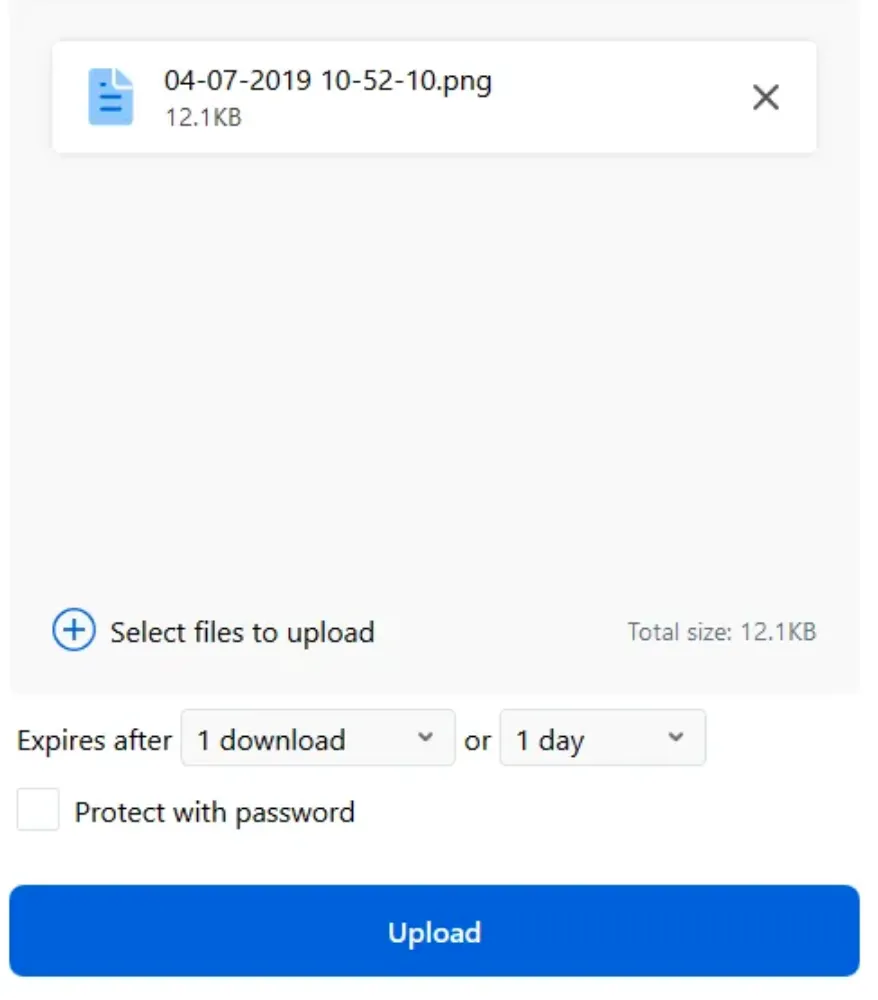 04-07-2019 10-52-10.png
12.1KB
Select files to upload
Total size: 12.1KB
Expires after 1 download or 1 day
Protect with password
Upload